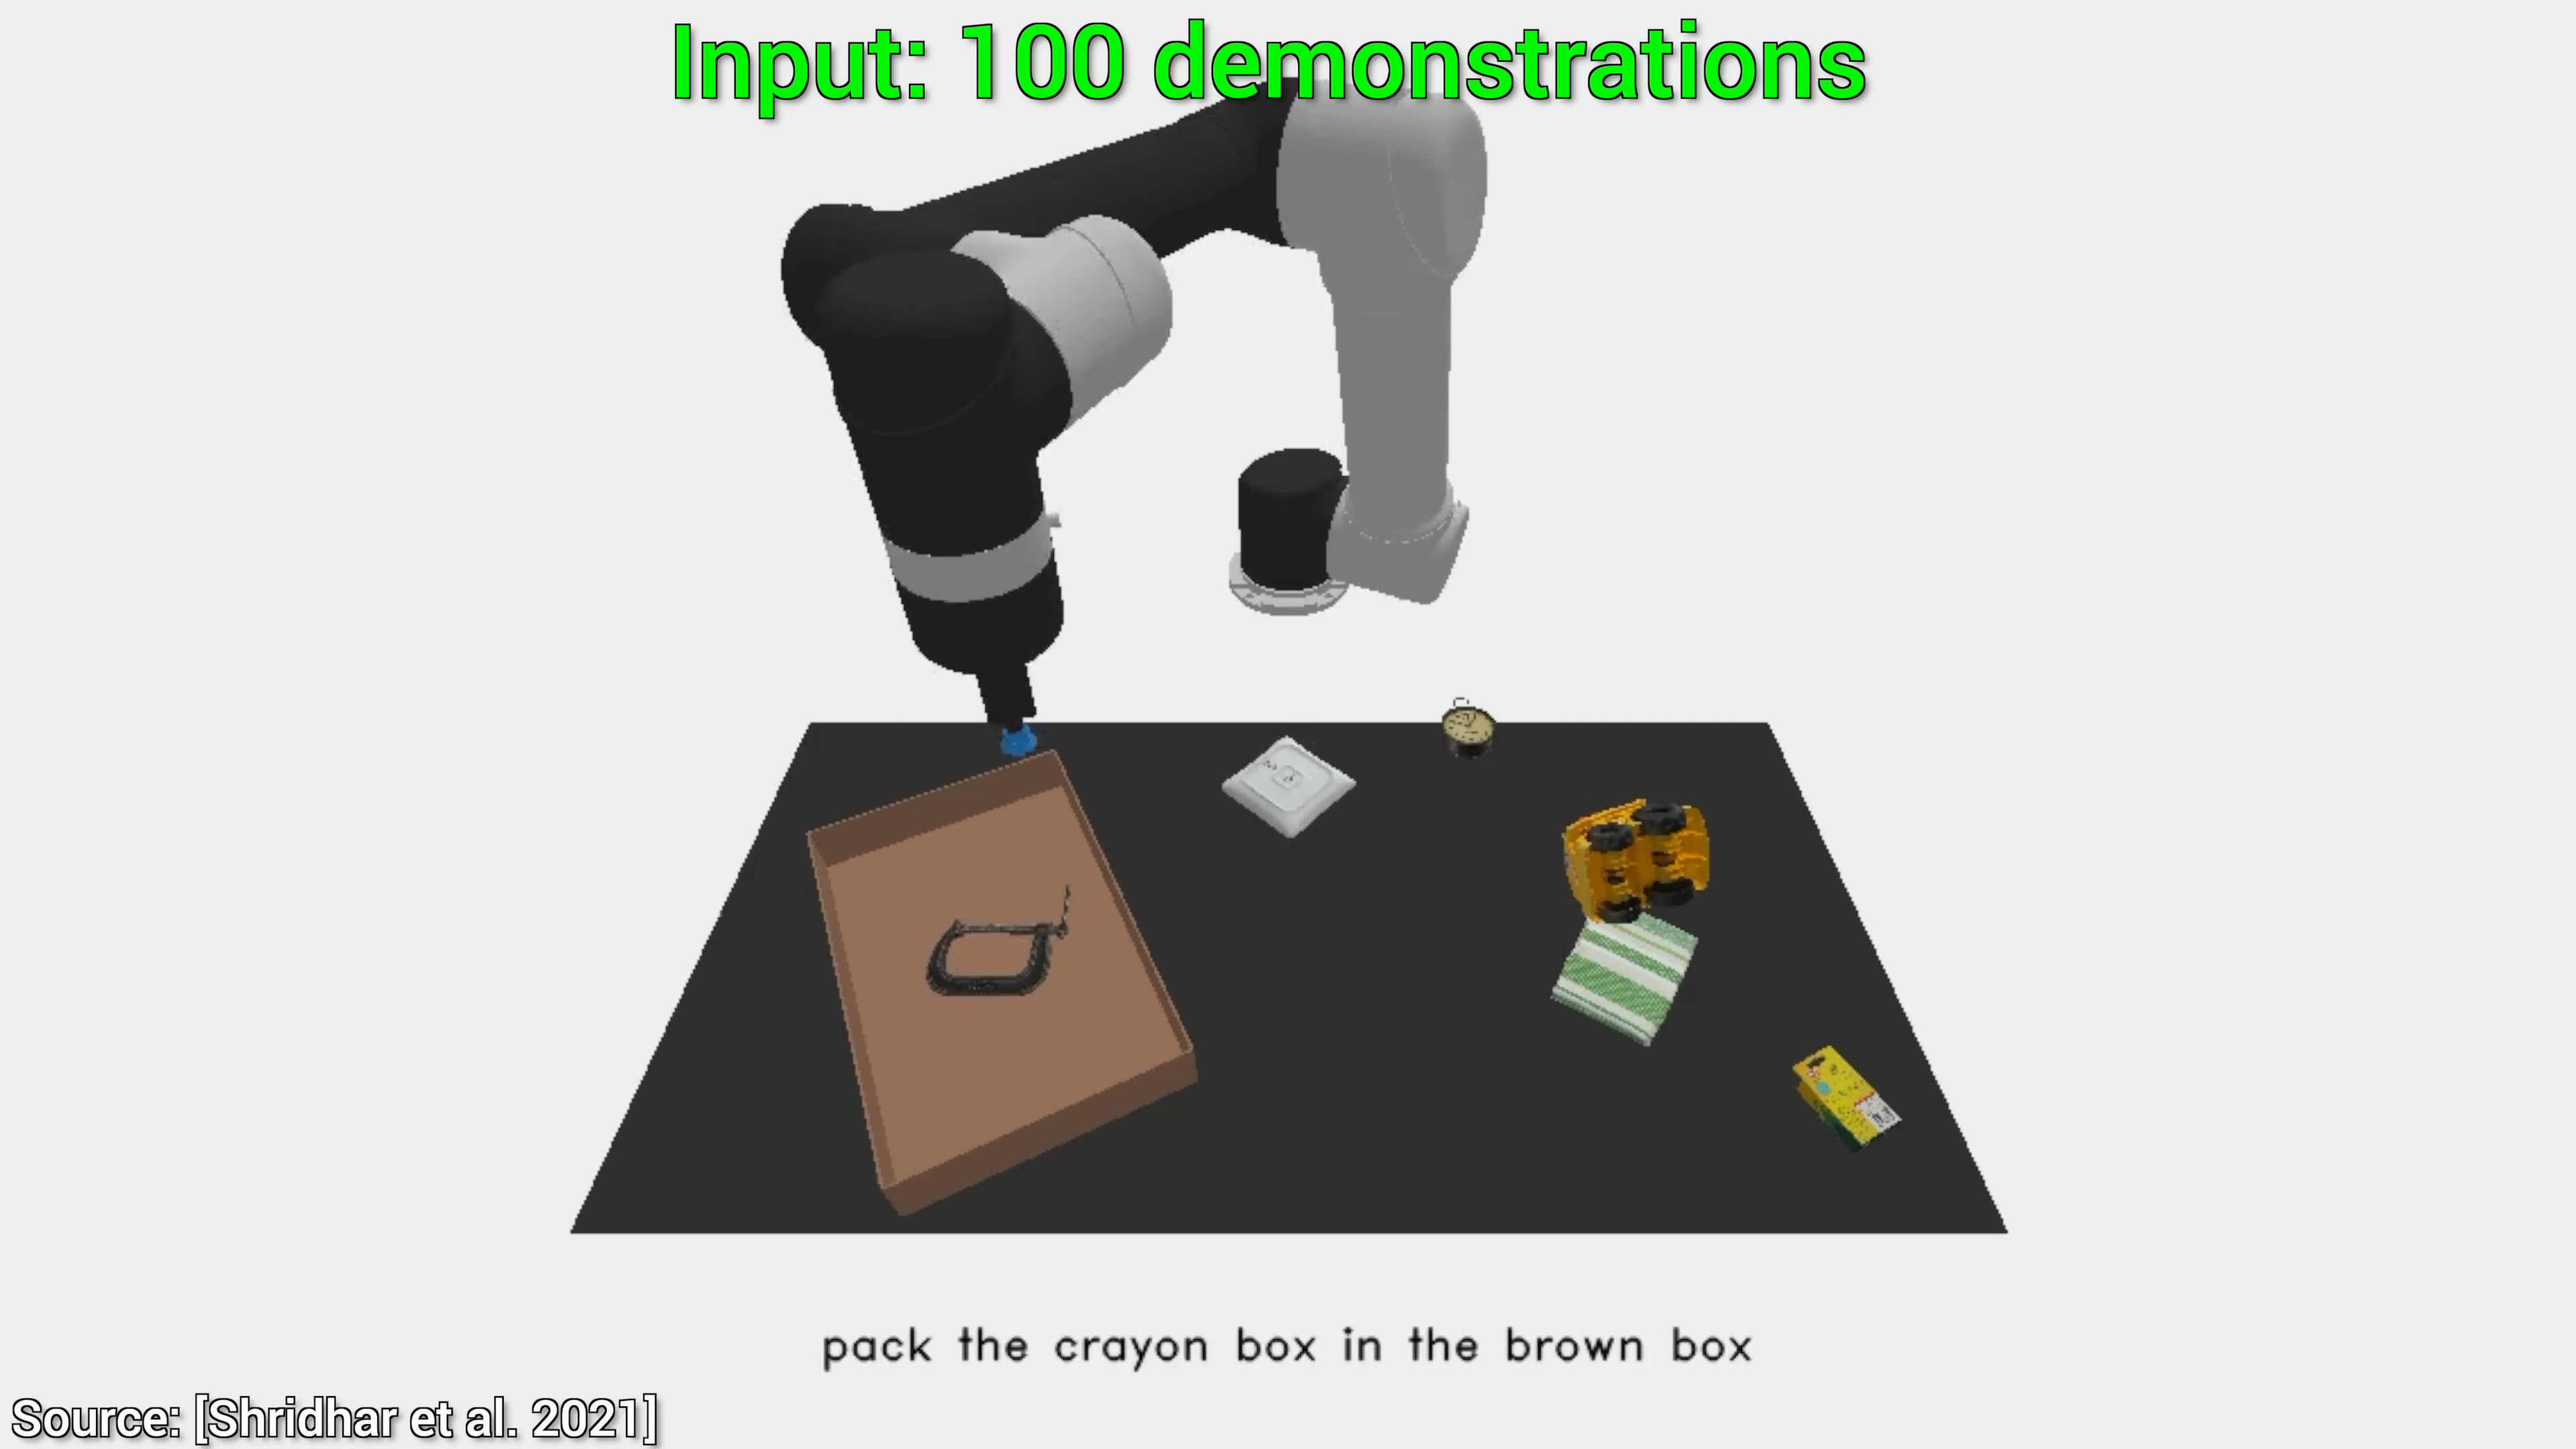 Input: 100 demonstrations
pack the crayon box in the brown box
Source: [Shridhar et al. 2021]